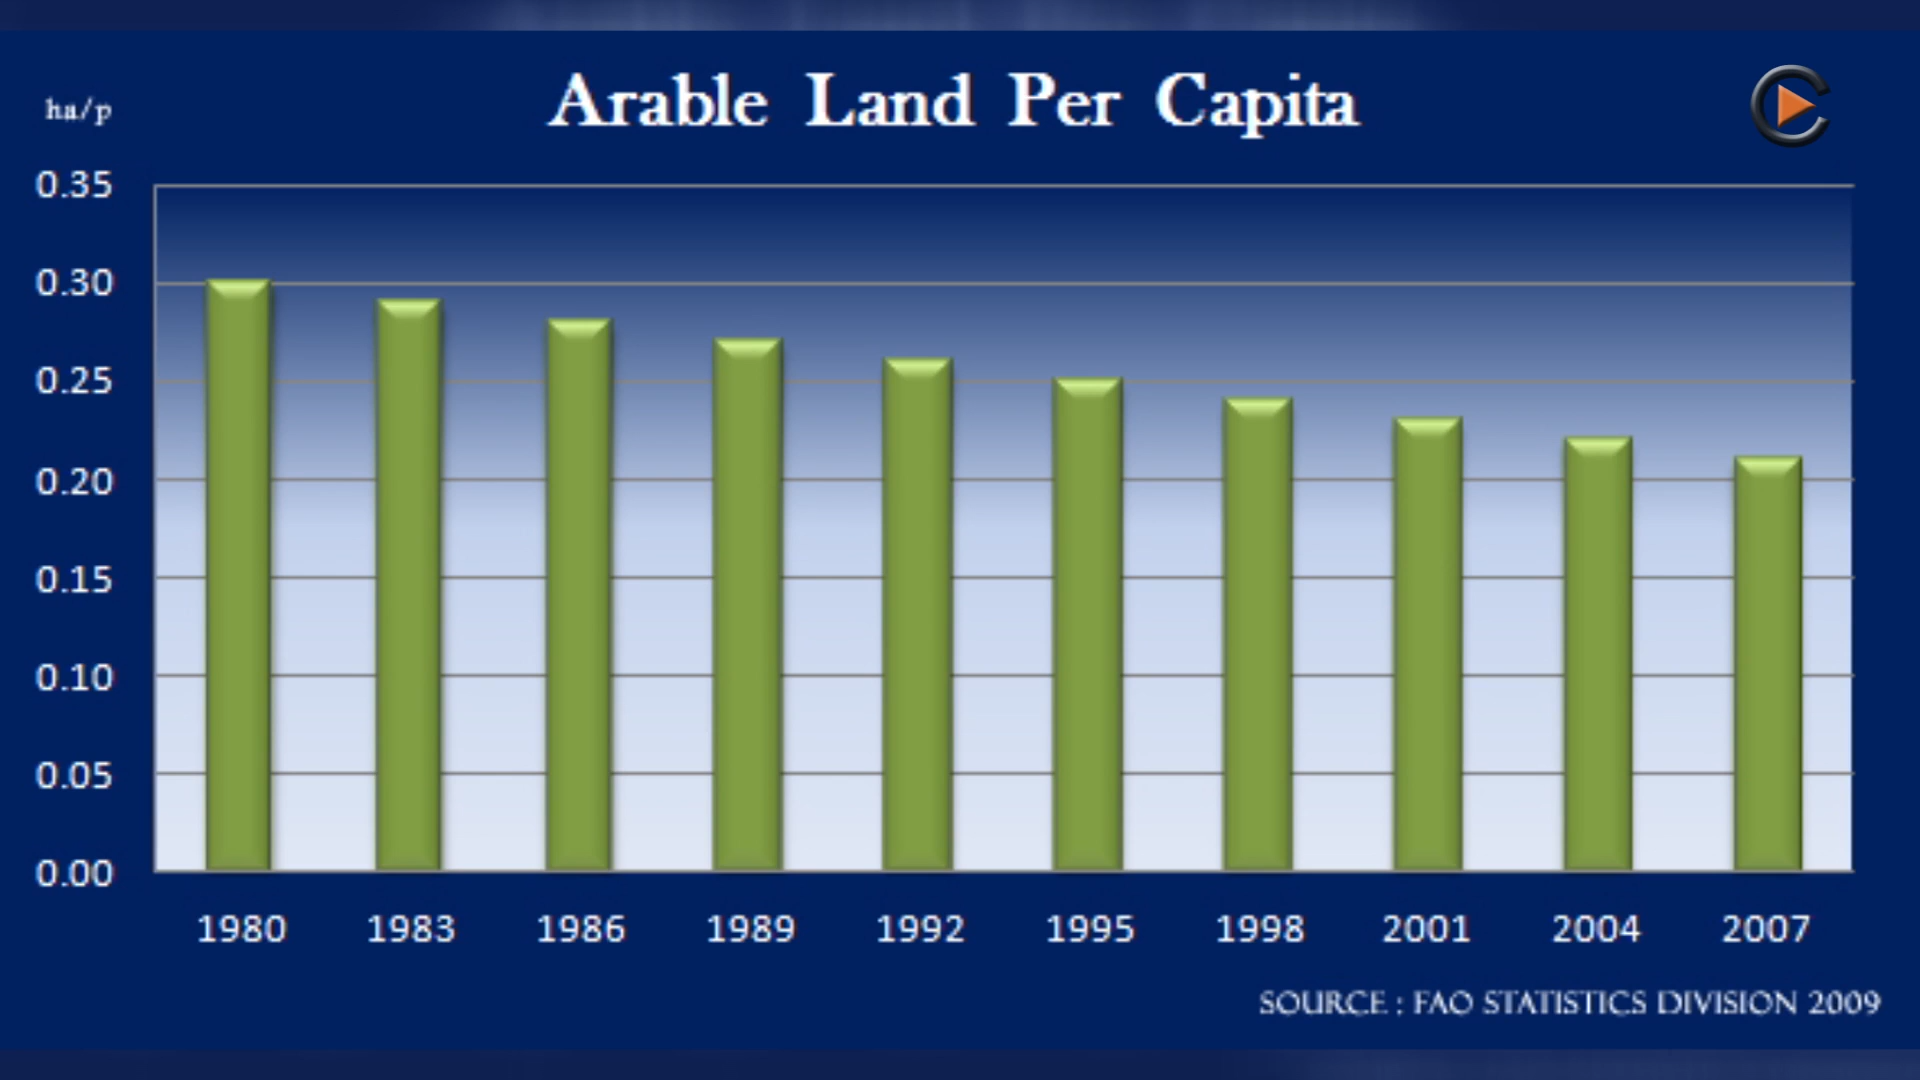 Arable Land Per Capita
ha/p
0.35
0.30
0.25
0.20
0.15
0.10
0.05
0.00
1980 1983 1986 1989 1992 1995 1998 2001 2004 2007
SOURCE : FAO STATISTICS DIVISION 2009